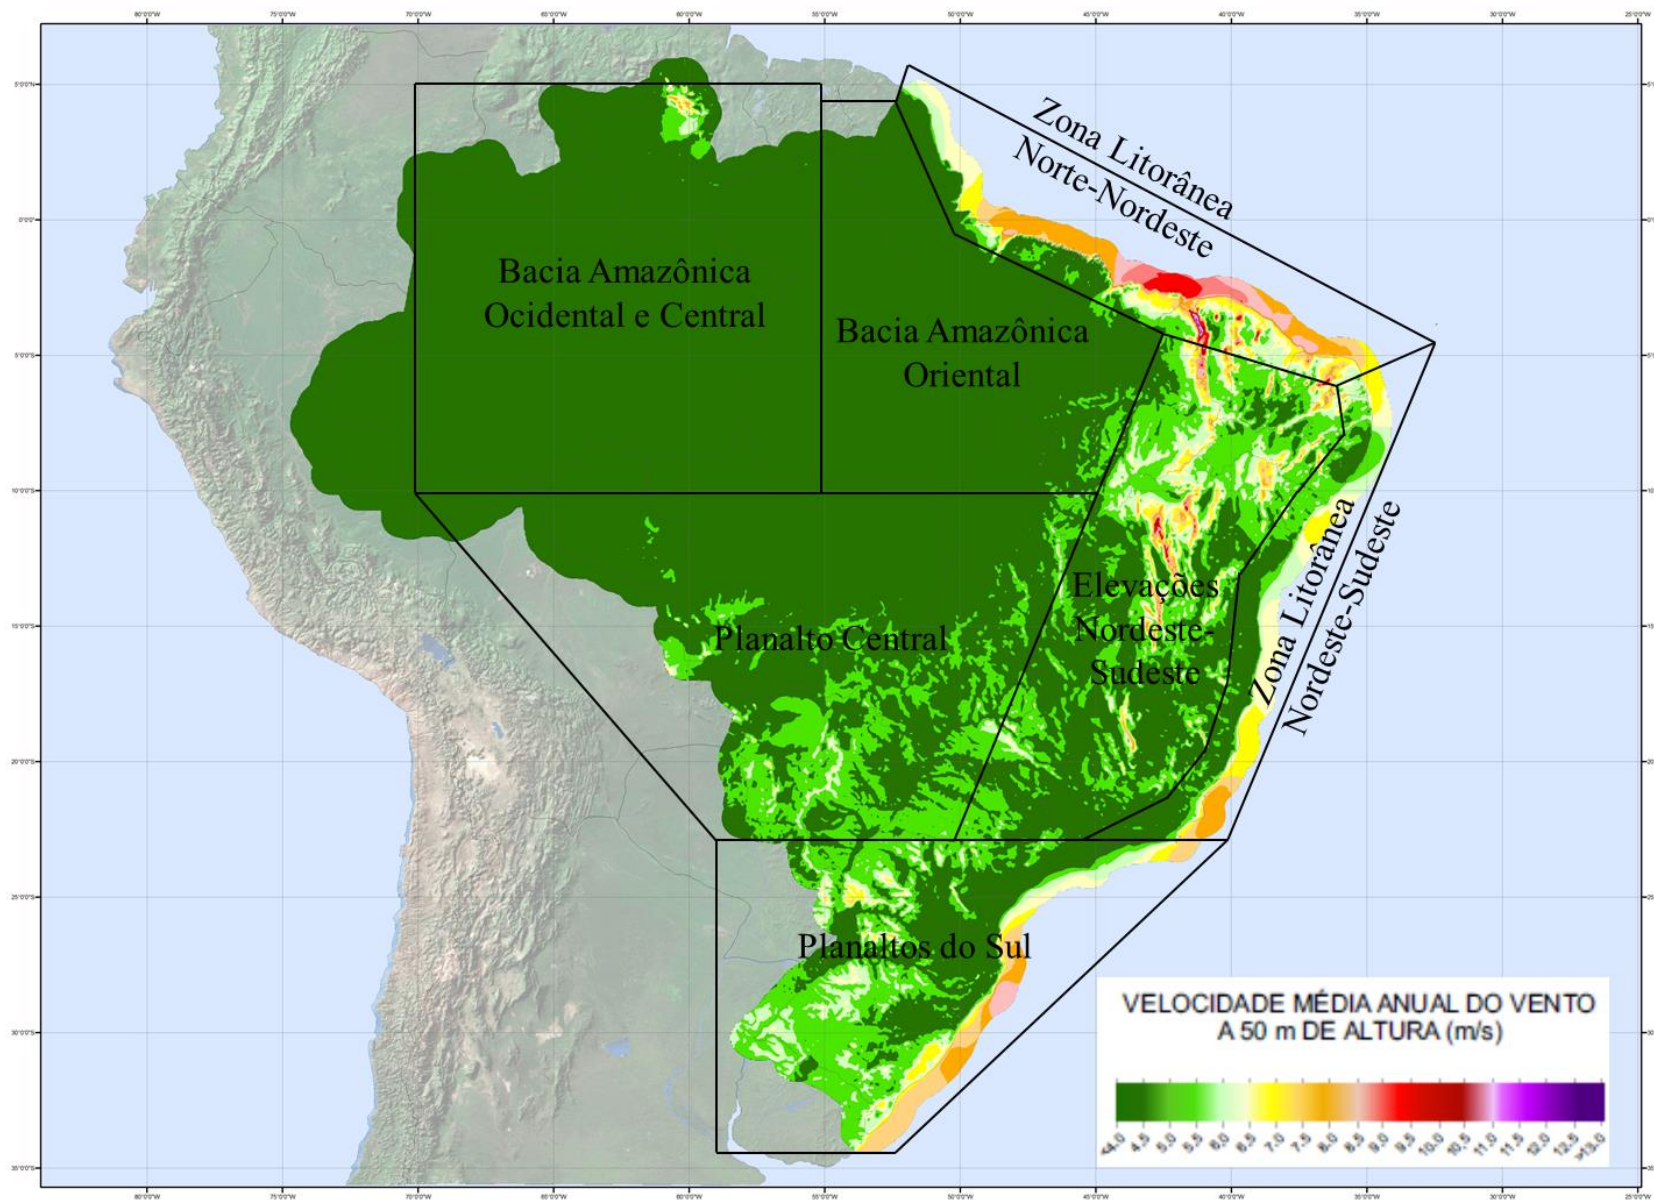 Zona Litorânea
Norte-Nordeste
Bacia Amazônica
Ocidental e Central
Bacia Amazônica
Oriental
Zona Litorânea
Nordeste-Sudeste
Elevações
Nordeste-
Sudeste
Planalto Central
Planaltos do Sul
VELOCIDADE MÉDIA ANUAL DO VENTO
A 50 m DE ALTURA (m/s)
<4,0 4,5 5,0 5,5 6,0 6,5 7,0 7,5 8,0 8,5 9,0 9,5 10,0 10,5 11,0 11,5 12,0 12,5 >13,0